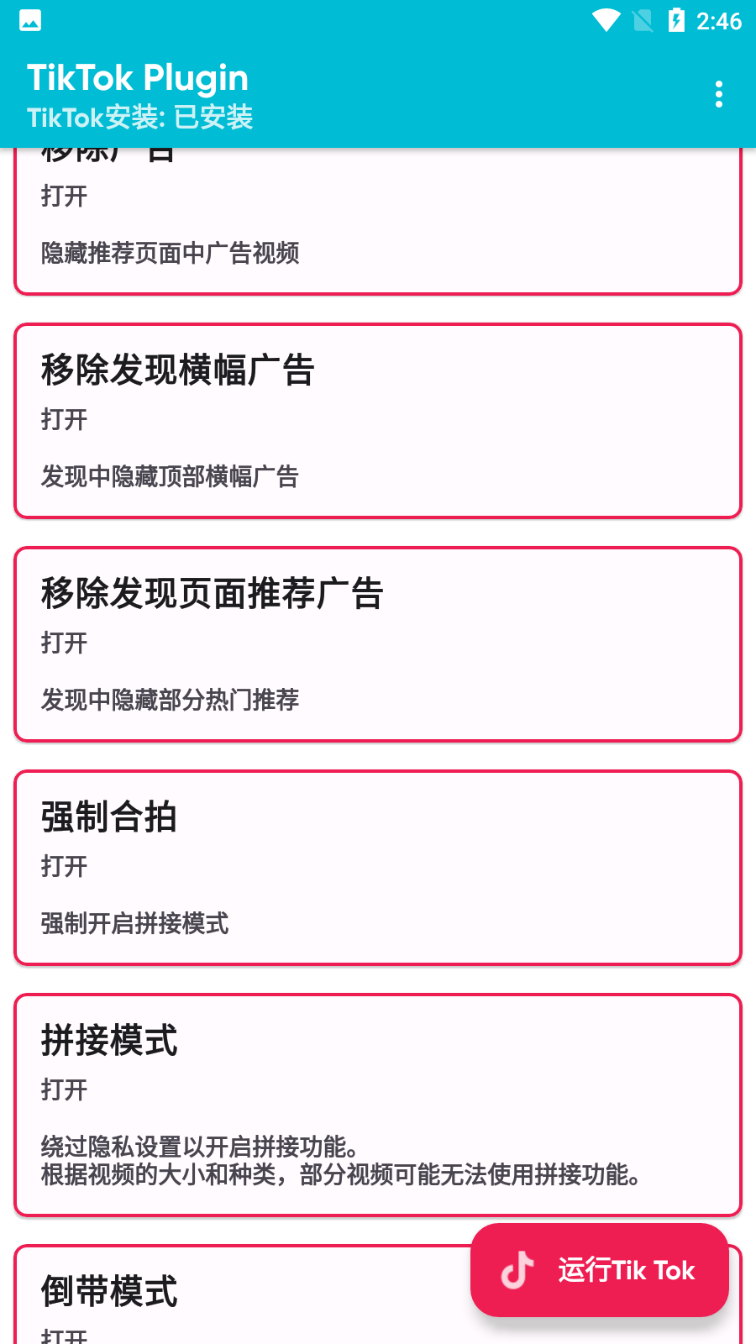 2:46
TikTok Plugin
TikTok安装: 已安装
移除广告
打开
隐藏推荐页面中广告视频
移除发现横幅广告
打开
发现中隐藏顶部横幅广告
移除发现页面推荐广告
打开
发现中隐藏部分热门推荐
强制合拍
打开
强制开启拼接模式
拼接模式
打开
绕过隐私设置以开启拼接功能。
根据视频的大小和种类，部分视频可能无法使用拼接功能。
运行Tik Tok
倒带模式
打开